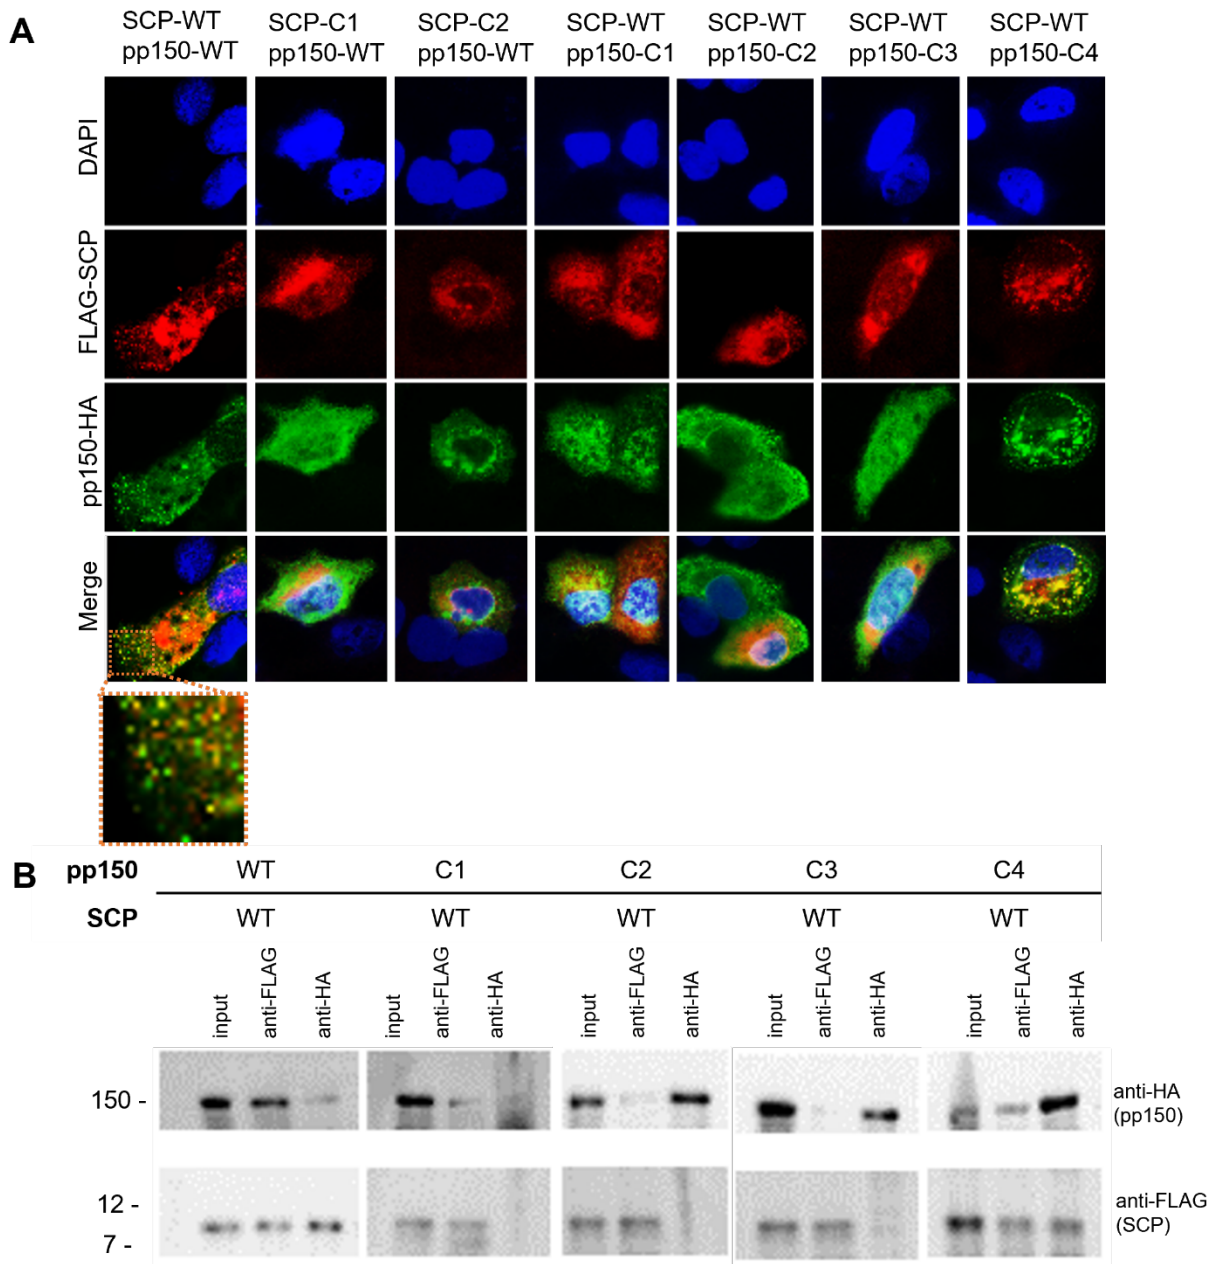 A
SCP-WT SCP-C1 SCP-C2 SCP-WT SCP-WT SCP-WT SCP-WT
pp150-WT pp150-WT pp150-WT pp150-C1 pp150-C2 pp150-C3 pp150-C4
DAPI
FLAG-SCP
pp150-HA
Merge
B
pp150 WT C1 C2 C3 C4
SCP WT WT WT WT WT
input anti-FLAG anti-HA input anti-FLAG anti-HA input anti-FLAG anti-HA input anti-FLAG anti-HA input anti-FLAG anti-HA
150 - anti-HA
(pp150)
12 - anti-FLAG
7 - (SCP)